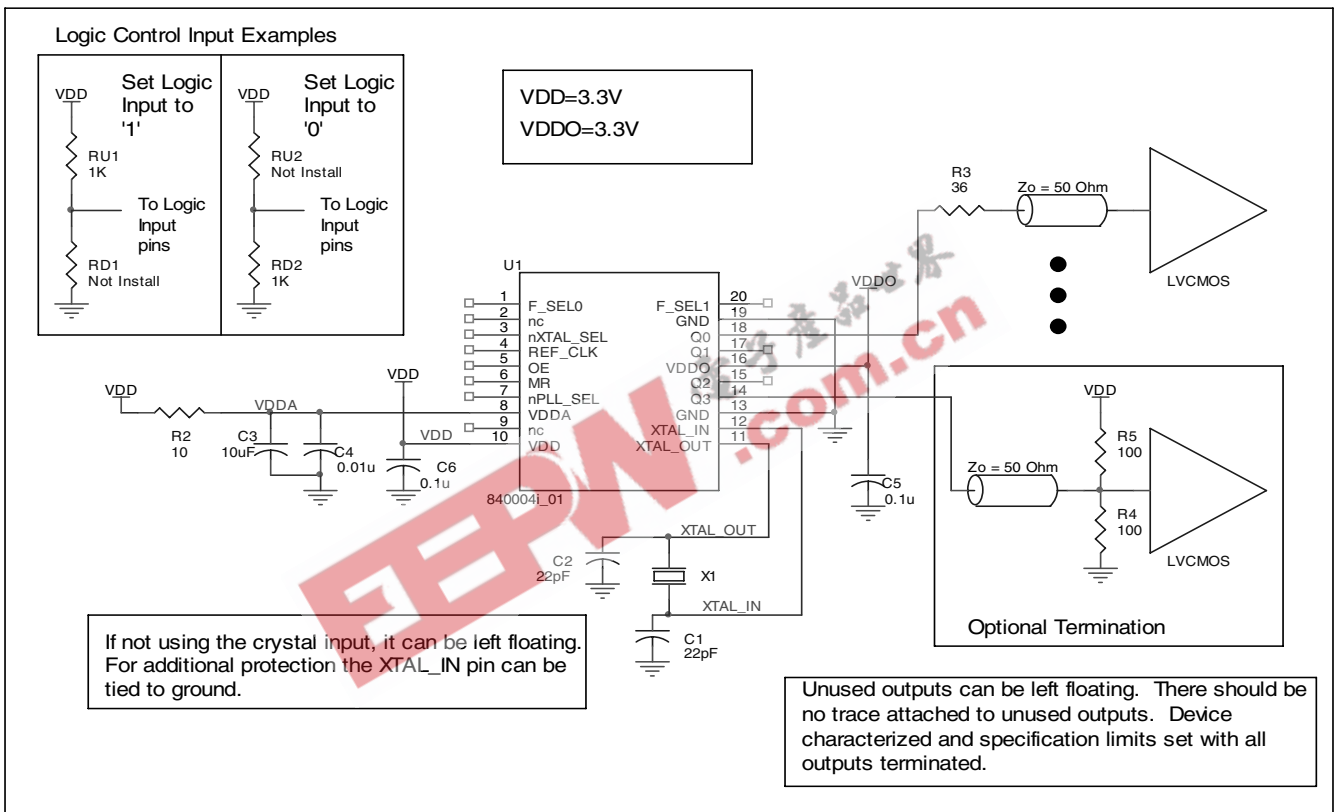 Logic Control Input Examples
Set Logic
Input to
'1'
VDD
RU1
1K
To Logic
Input
pins
RD1
Not Install
Set Logic
Input to
'0'
VDD
RU2
Not Install
To Logic
Input
pins
RD2
1K
VDD=3.3V
VDDO=3.3V
R3
36
Zo = 50 Ohm
LVCMOS
U1
1
F_SEL0
2
nc
3
nXTAL_SEL
4
REF_CLK
5
OE
6
MR
7
nPLL_SEL
8
VDDA
9
nc
10
VDD
F_SEL1
20
GND
19
Q0
18
Q1
17
VDDO
16
Q2
15
Q3
14
GND
13
XTAL_IN
12
XTAL_OUT
11
840004i_01
VDD
R2
10
VDDA
C3
10uF
C4
0.01u
VDD
VDD
C6
0.1u
VDDO
C5
0.1u
XTAL_OUT
C2
22pF
X1
XTAL_IN
C1
22pF
VDD
R5
100
Zo = 50 Ohm
R4
100
LVCMOS
Optional Termination
If not using the crystal input, it can be left floating.
For additional protection the XTAL_IN pin can be
tied to ground.
Unused outputs can be left floating. There should be
no trace attached to unused outputs. Device
characterized and specification limits set with all
outputs terminated.
EEPW
.com.cn
电子产品世界